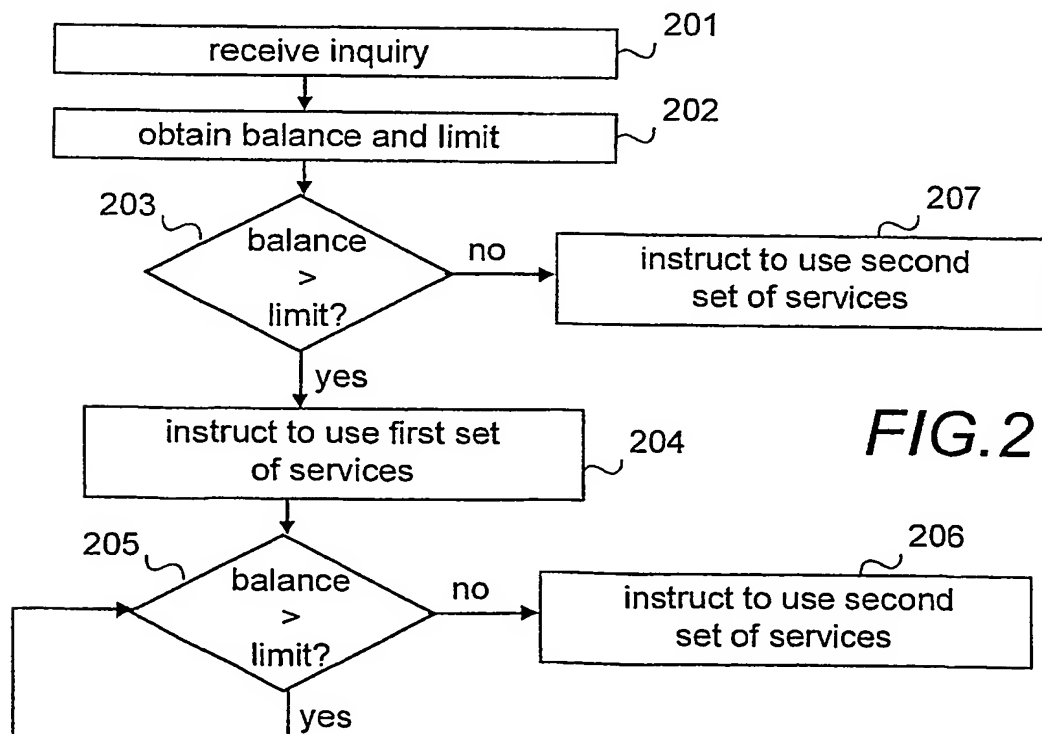 201
receive inquiry
202
obtain balance and limit
203
balance
>
limit?
no
207
instruct to use second
set of services
yes
instruct to use first set
of services
204
FIG.2
205
balance
>
limit?
no
206
instruct to use second
set of services
yes